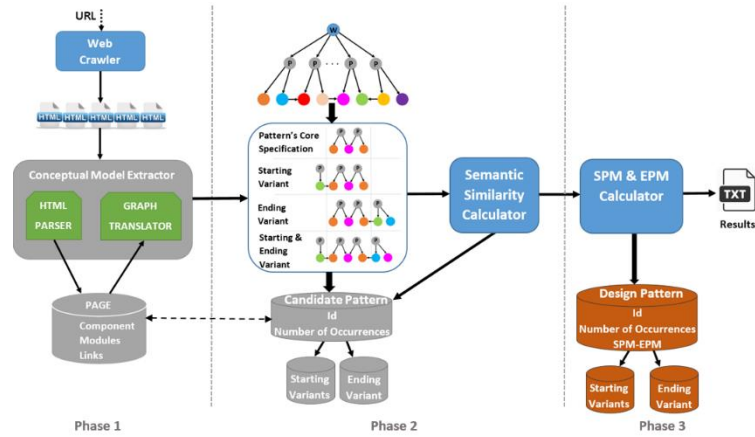 URL
Web
Crawler
HTML HTML HTML HTML HTML
Conceptual Model Extractor
HTML
PARSER
GRAPH
TRANSLATOR
PAGE
Component
Modules
Links
Phase 1
W
P P ... P P
Pattern's Core
Specification
P P
Starting
Variant
P P P
Ending
Variant
P P P
Starting &
Ending
Variant
P P P P
Semantic
Similarity
Calculator
Candidate Pattern
Id
Number of Occurrences
Starting
Variants
Ending
Variant
Phase 2
SPM & EPM
Calculator
TXT
Results
Design Pattern
Id
Number of Occurrences
SPM-EPM
Starting
Variants
Ending
Variant
Phase 3